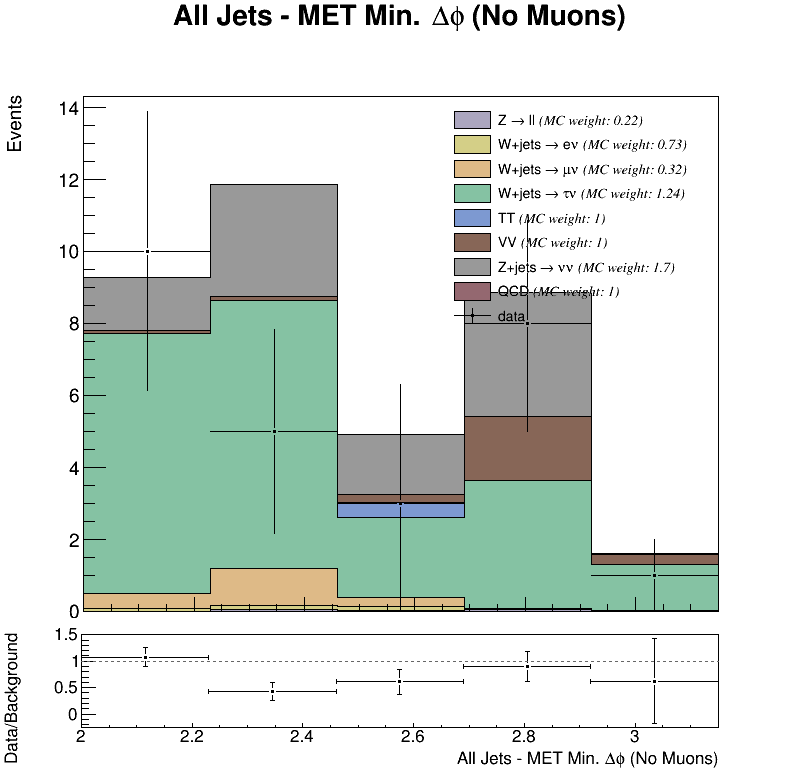 All Jets - MET Min. Δϕ (No Muons)
Events
14
12
10
8
6
4
2
0
Z → ll (MC weight: 0.22)
W+jets → eν (MC weight: 0.73)
W+jets → μν (MC weight: 0.32)
W+jets → τν (MC weight: 1.24)
TT (MC weight: 1)
VV (MC weight: 1)
Z+jets → νν (MC weight: 1.7)
QCD (MC weight: 1)
data
Data/Background
1.5
1
0.5
0
2 2.2 2.4 2.6 2.8 3
All Jets - MET Min. Δϕ (No Muons)